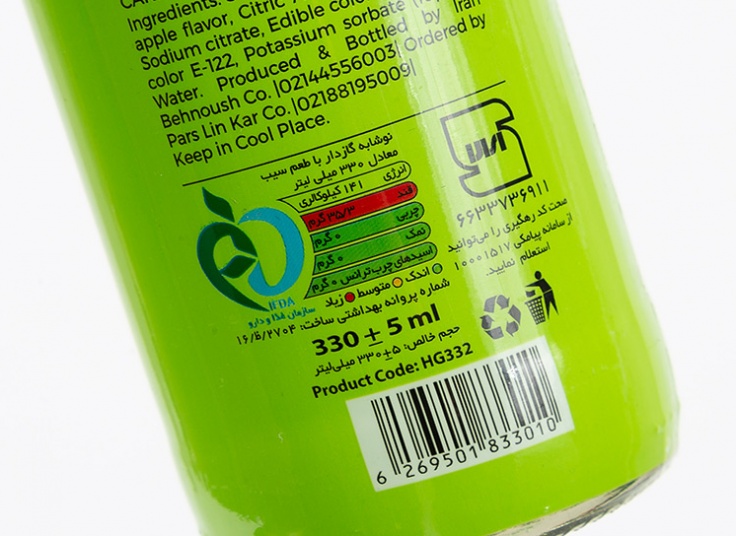 Ingredients:
apple flavor, Citric
Sodium citrate, Edible
color E-122, Potassium sorbate
Water. Produced & Bottled by Iran
Behnoush Co. |02144556003| Ordered by
Pars Lin Kar Co. |02188195009|
Keep in Cool Place.
نوشابه گازدار با طعم سیب
معادل ۳۳۰ میلی لیتر
انرژی ۱۴۱ کیلوکالری
قند ۳۵/۳ گرم
چربی ۰ گرم
نمک ۰ گرم
اسیدهای چرب ترانس ۰ گرم
اندک متوسط زیاد
IFDA
سازمان غذا و دارو
شماره پروانه بهداشتی ساخت: ۱۶/ظ/۲۷۰۴
330 ± 5 ml
حجم خالص: ۵±۳۳۰ میلی‌لیتر
Product Code: HG332
۶۶۳۳۷۳۶۹۱۱
صحت کد رهگیری را می‌توانید
از سامانه پیامکی ۱۰۰۰۱۵۱۷
استعلام نمایید.
6 269501 833010